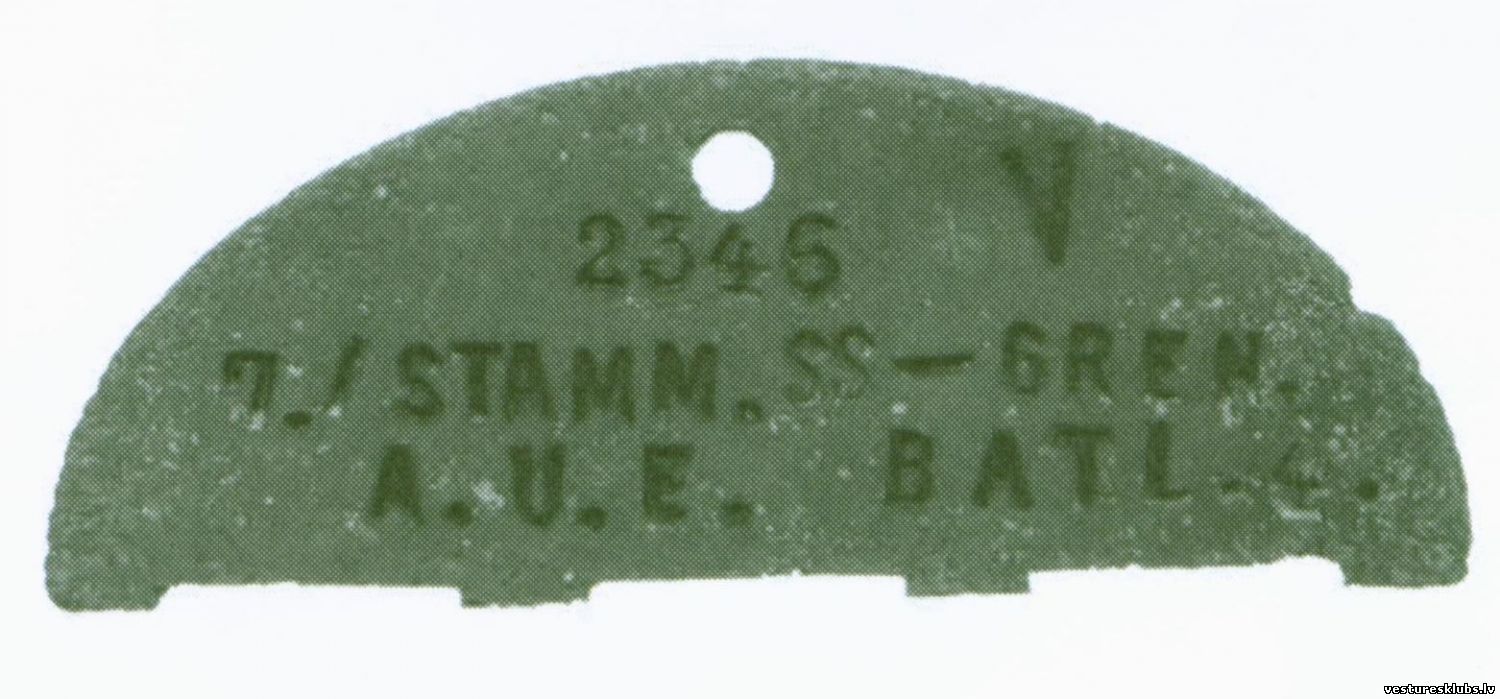 2346 V
7./STAMM. SS-GREN.
A.U.E. BATL.4.
vesturesklubs.lv